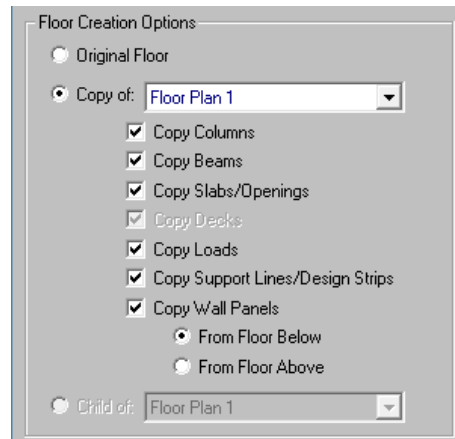 Floor Creation Options
Original Floor
Copy of: Floor Plan 1
Copy Columns
Copy Beams
Copy Slabs/Openings
Copy Decks
Copy Loads
Copy Support Lines/Design Strips
Copy Wall Panels
From Floor Below
From Floor Above
Child of: Floor Plan 1